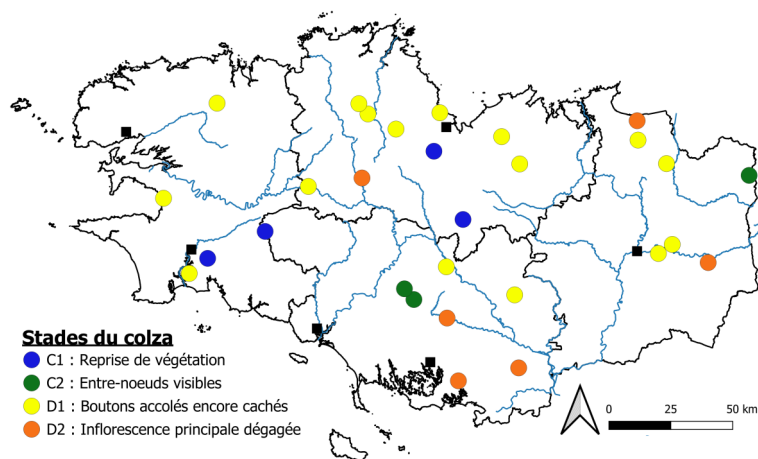 Stades du colza
C1 : Reprise de végétation
C2 : Entre-noeuds visibles
D1 : Boutons accolés encore cachés
D2 : Inflorescence principale dégagée
0 25 50 km